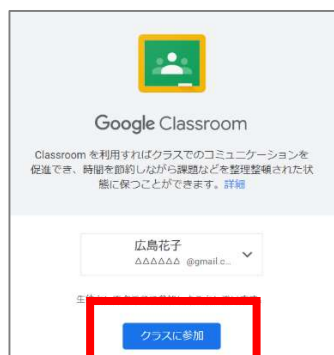 Google Classroom
Classroom を利用すればクラスでのコミュニケーションを
促進でき、時間を節約しながら課題などを整理整頓された状
態に保つことができます。詳細
広島花子
△△△△△△ @gmail.c...
クラスに参加